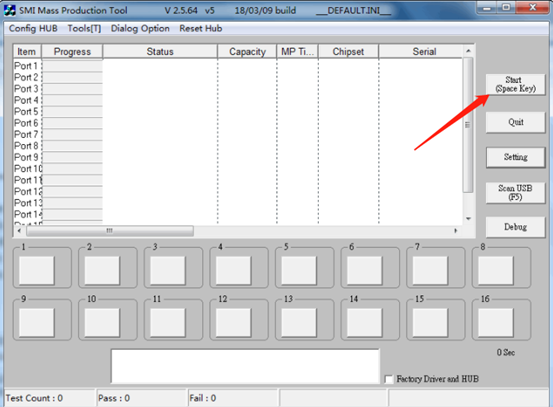 SMI Mass Production Tool V 2.5.64 v5 18/03/09 build __DEFAULT.INI__
Config HUB Tools[T] Dialog Option Reset Hub
Item Progress Status Capacity MP Ti... Chipset Serial
Port 1
Port 2
Port 3
Port 4
Port 5
Port 6
Port 7
Port 8
Port 9
Port 10
Port 11
Port 12
Port 13
Port 14
Start
(Space Key)
Quit
Setting
Scan USB
(F5)
Debug
1 2 3 4 5 6 7 8
9 10 11 12 13 14 15 16
0 Sec
Factory Driver and HUB
Test Count : 0 Pass : 0 Fail : 0